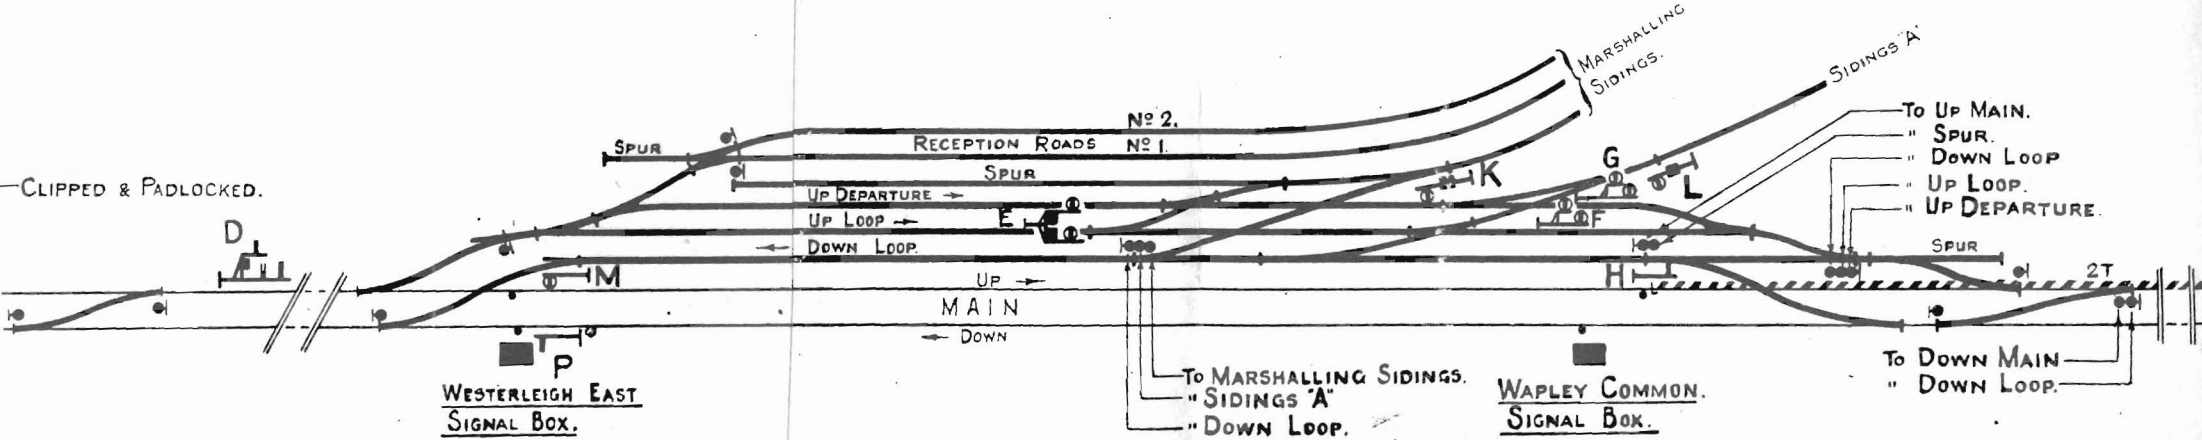 MARSHALLING
SIDINGS.
SIDINGS "A"
TO UP MAIN.
" SPUR.
" DOWN LOOP
" UP LOOP.
" UP DEPARTURE.
No 2.
RECEPTION ROADS No 1.
SPUR
SPUR
UP DEPARTURE →
UP LOOP →
← DOWN LOOP.
CLIPPED & PADLOCKED.
D
E
K
G
L
F
M
H
SPUR
2T
UP →
MAIN
← DOWN
P
WESTERLEIGH EAST
SIGNAL BOX.
TO MARSHALLING SIDINGS.
" SIDINGS "A"
" DOWN LOOP.
WAPLEY COMMON.
SIGNAL BOX.
TO DOWN MAIN
" DOWN LOOP.